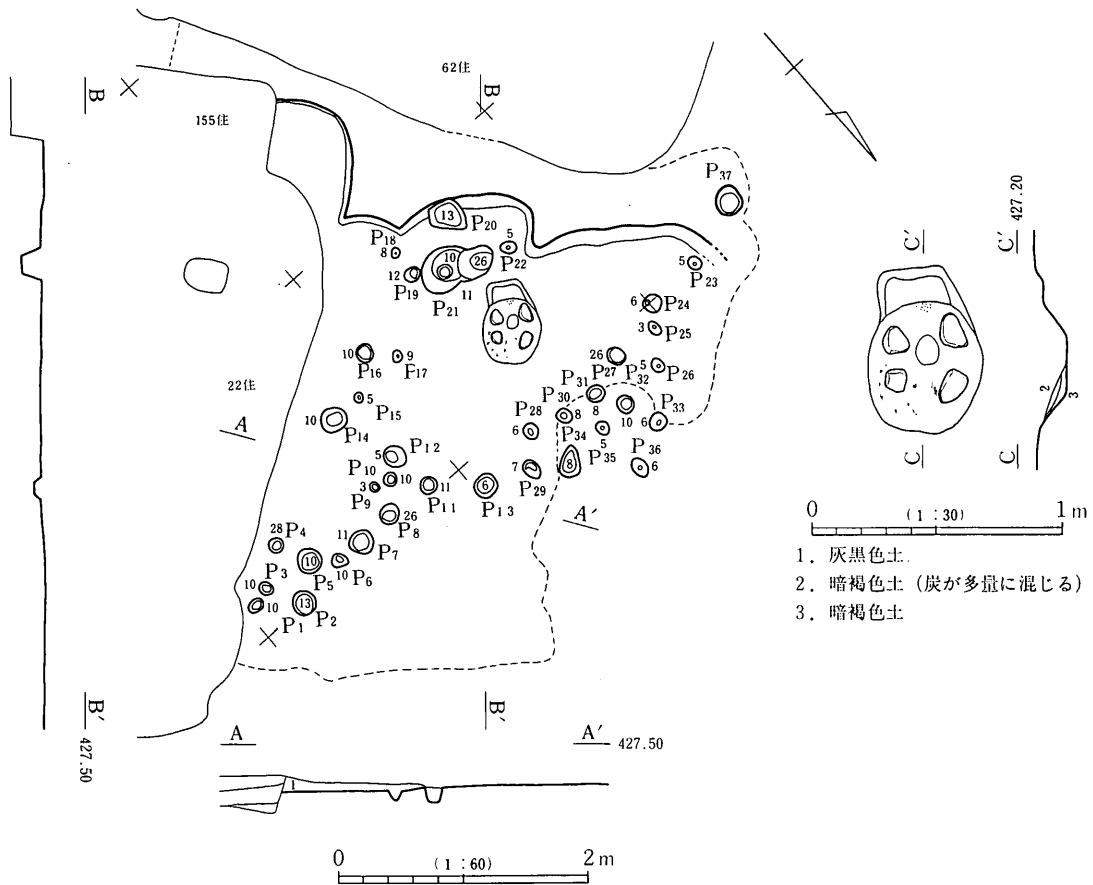 62住
B
155住
B
P37
13
P20
P18
8
12
P19
10
26
11
P21
5
P22
5
P23
6
P24
3
P25
5
P26
26
P27
P32
10
P16
9
F17
22住
A
10
P14
5
P15
P31
8
10
P33
6
P30
8
P28
6
P34
8
5
P35
P36
6
7
P29
A'
5
P12
P10
10
3
P9
11
P11
6
P13
26
P8
11
P7
28
P4
10
P5
10
P6
10
P3
10
P1
13
P2
B'
427.50
B'
A
A'
427.50
1
0
(1:60)
2m
C'
C
C'
427.20
C
2
3
0
(1:30)
1m
1. 灰黒色土
2. 暗褐色土(炭が多量に混じる)
3. 暗褐色土